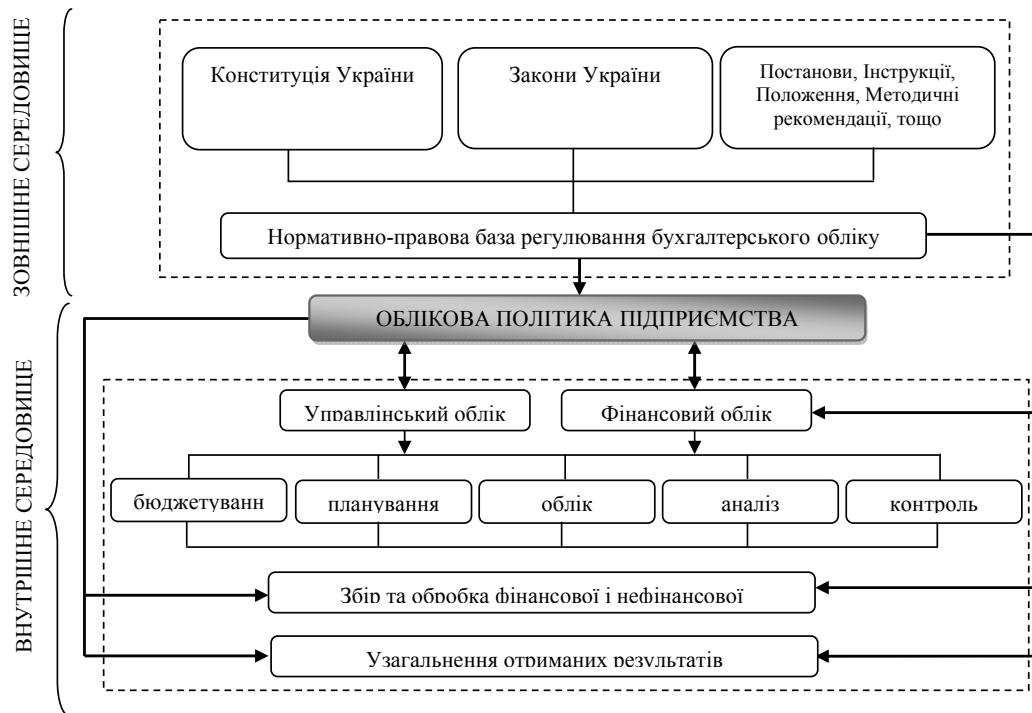 ЗОВНІШНЄ СЕРЕДОВИЩЕ
Конституція України
Закони України
Постанови, Інструкції,
Положення, Методичні
рекомендації, тощо
Нормативно-правова база регулювання бухгалтерського обліку
ОБЛІКОВА ПОЛІТИКА ПІДПРИЄМСТВА
ВНУТРІШНЄ СЕРЕДОВИЩЕ
Управлінський облік
Фінансовий облік
бюджетуванн
планування
облік
аналіз
контроль
Збір та обробка фінансової і нефінансової
Узагальнення отриманих результатів